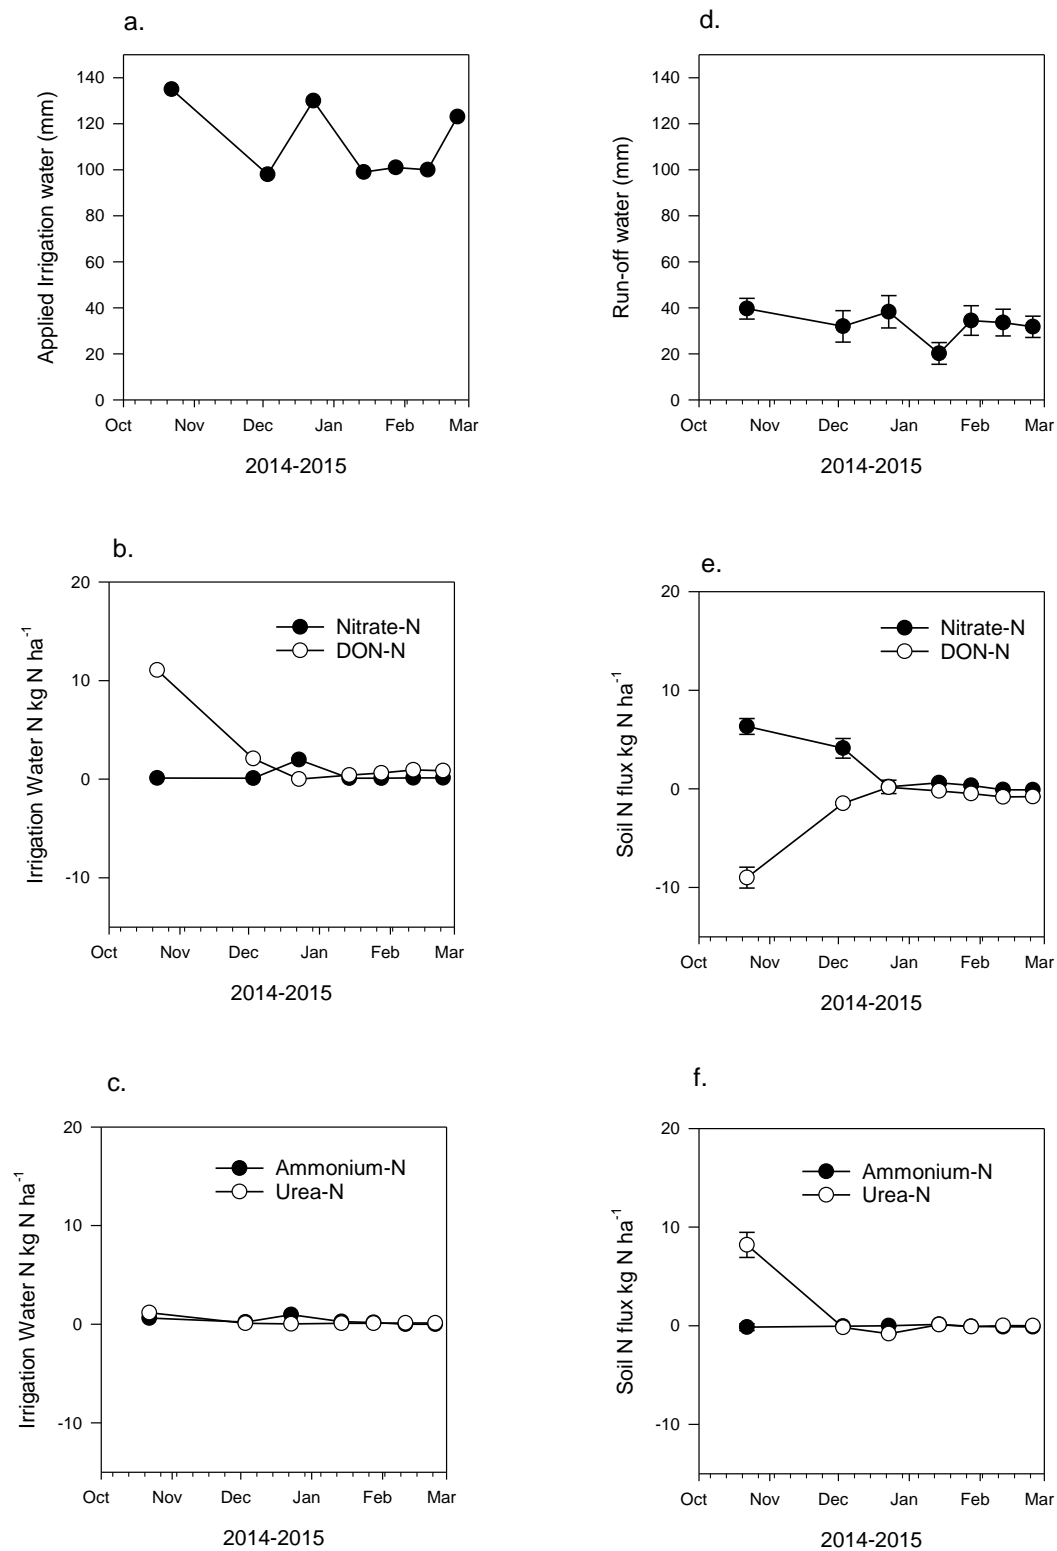 a.
Applied Irrigation water (mm)
140
120
100
80
60
40
20
0
Oct Nov Dec Jan Feb Mar
2014-2015
d.
Run-off water (mm)
140
120
100
80
60
40
20
0
Oct Nov Dec Jan Feb Mar
2014-2015
b.
Irrigation Water N kg N ha-1
20
10
0
-10
Nitrate-N
DON-N
Oct Nov Dec Jan Feb Mar
2014-2015
e.
Soil N flux kg N ha-1
20
10
0
-10
Nitrate-N
DON-N
Oct Nov Dec Jan Feb Mar
2014-2015
c.
Irrigation Water N kg N ha-1
20
10
0
-10
Ammonium-N
Urea-N
Oct Nov Dec Jan Feb Mar
2014-2015
f.
Soil N flux kg N ha-1
20
10
0
-10
Ammonium-N
Urea-N
Oct Nov Dec Jan Feb Mar
2014-2015